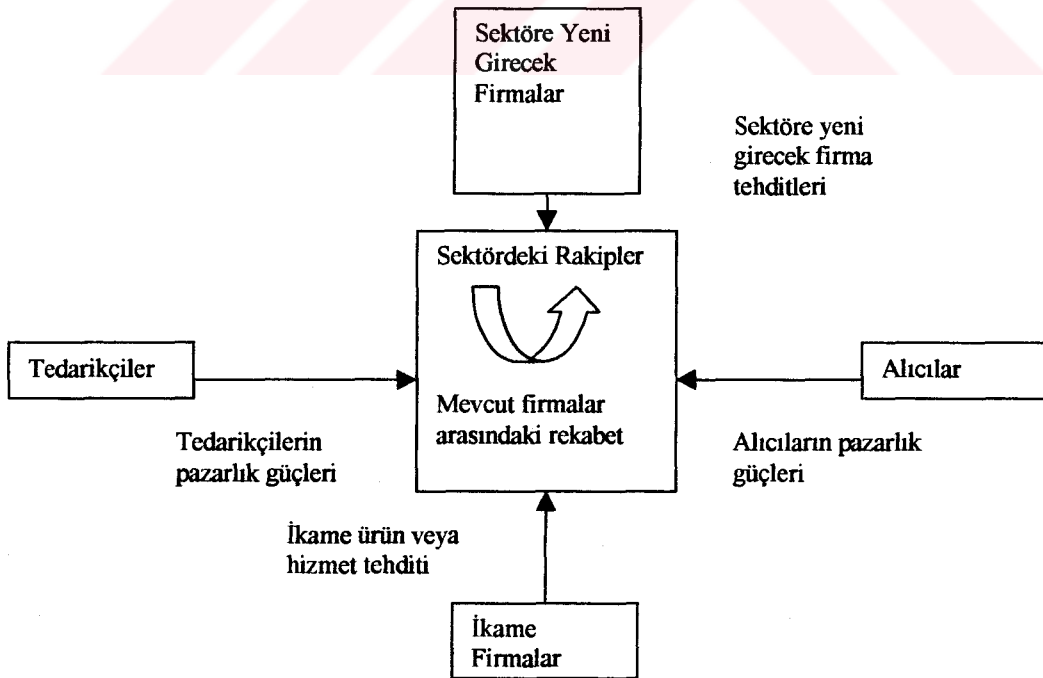 Sektöre Yeni
Girecek
Firmalar
Sektöre yeni
girecek firma
tehditleri
Sektördeki Rakipler
Tedarikçiler
Alıcılar
Mevcut firmalar
arasındaki rekabet
Tedarikçilerin
pazarlık güçleri
Alıcıların pazarlık
güçleri
İkame ürün veya
hizmet tehditi
İkame
Firmalar